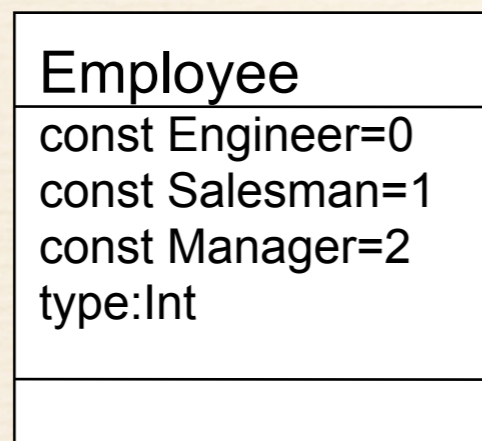 Employee
const Engineer=0
const Salesman=1
const Manager=2
type:Int